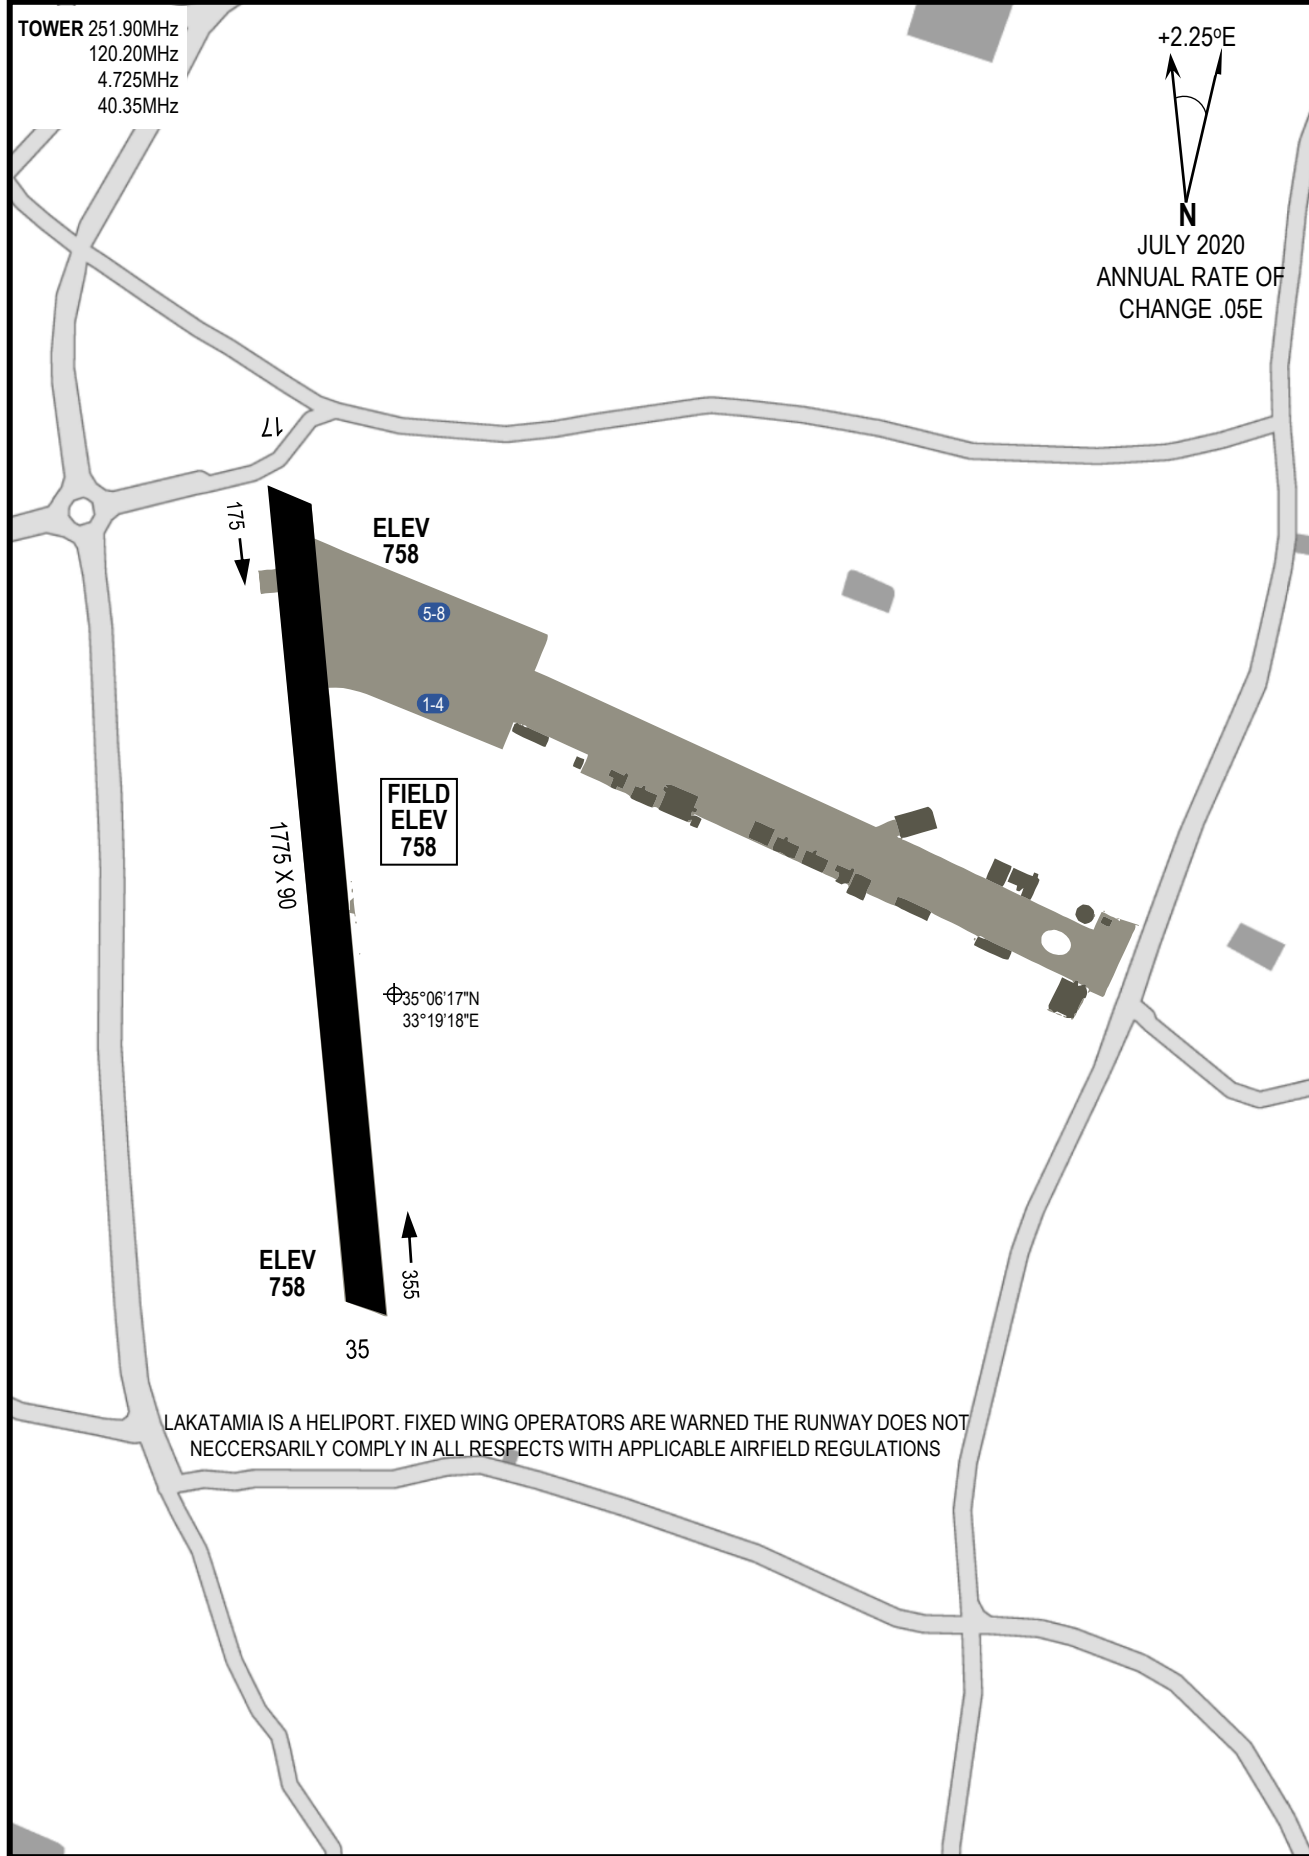 TOWER 251.90MHz
120.20MHz
4.725MHz
40.35MHz
+2.25ºE
N
JULY 2020
ANNUAL RATE OF
CHANGE .05E
17
175
ELEV
758
5-8
1-4
FIELD
ELEV
758
1775 X 90
35°06'17"N
33°19'18"E
ELEV
758
355
35
LAKATAMIA IS A HELIPORT. FIXED WING OPERATORS ARE WARNED THE RUNWAY DOES NOT
NECCERSARILY COMPLY IN ALL RESPECTS WITH APPLICABLE AIRFIELD REGULATIONS